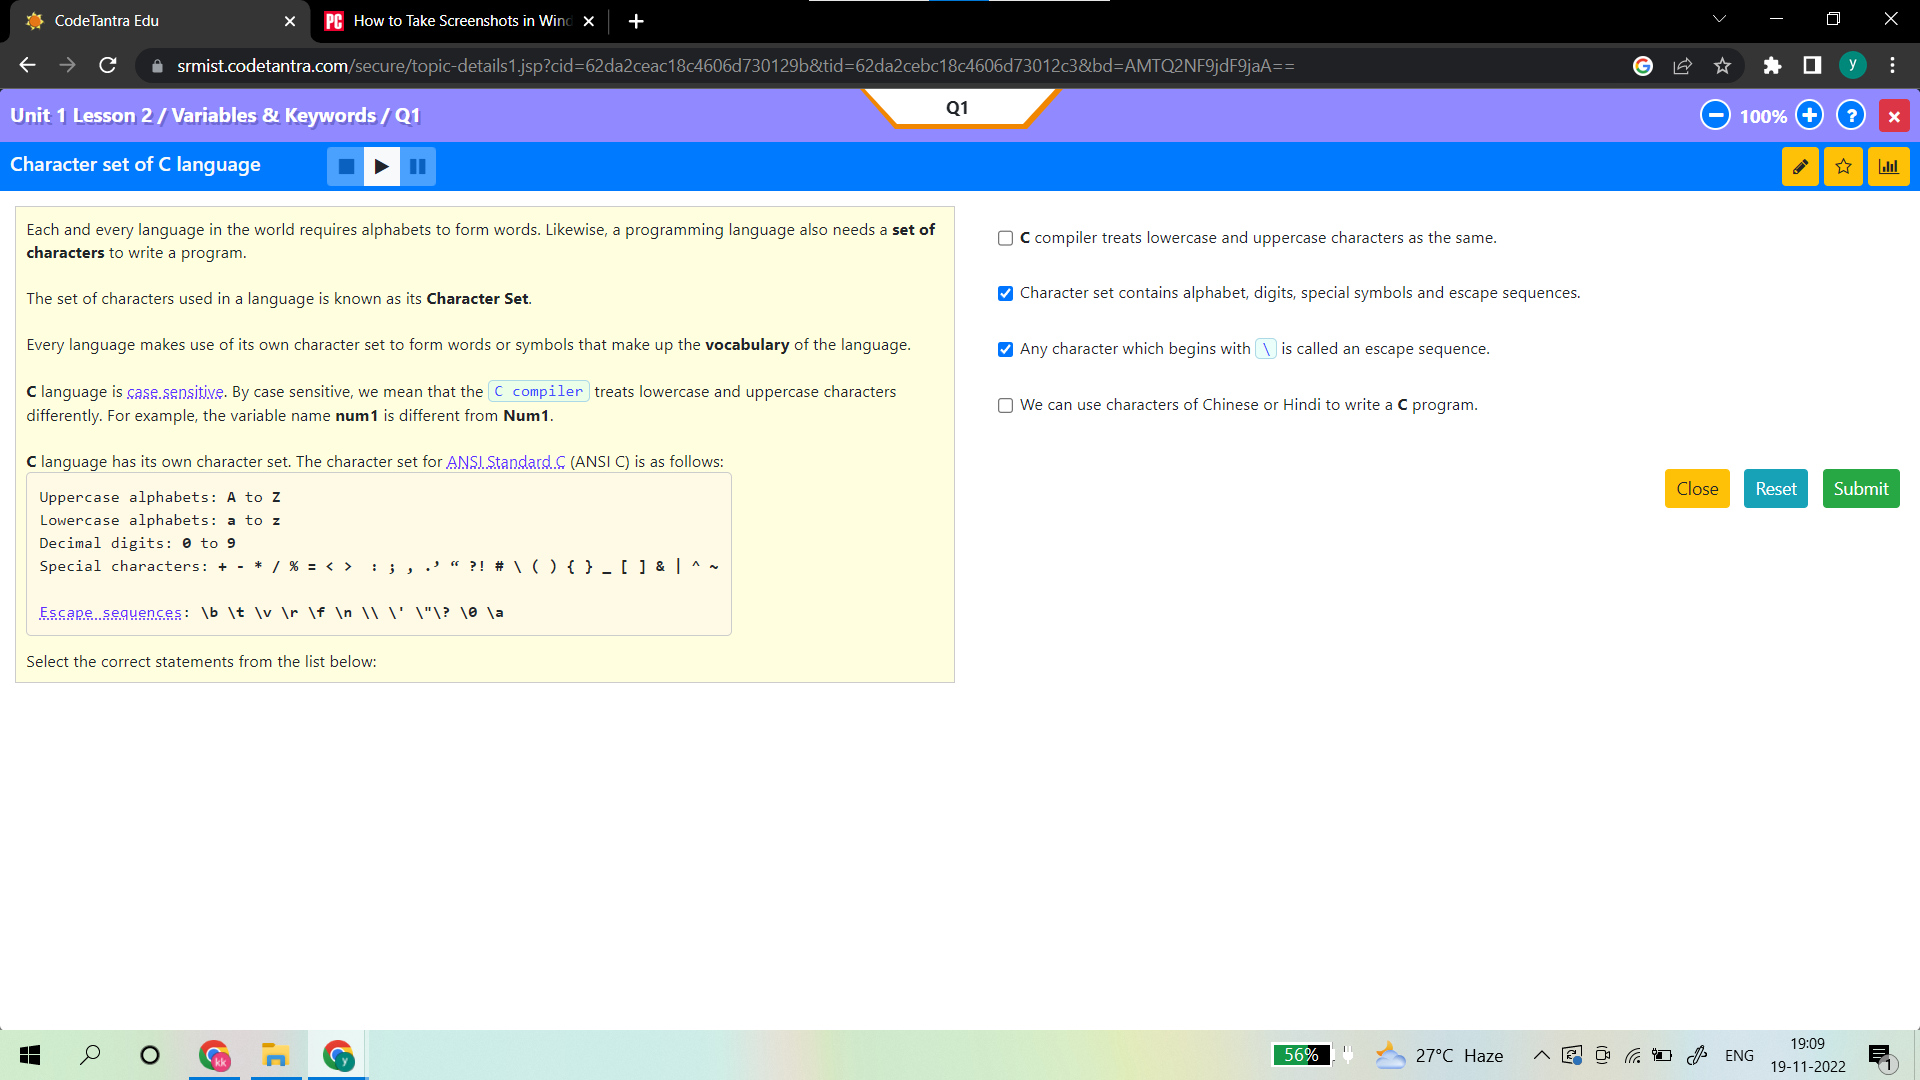 CodeTantra Edu
PC How to Take Screenshots in Wind
srmist.codetantra.com/secure/topic-details1.jsp?cid=62da2ceac18c4606d730129b&tid=62da2cebc18c4606d73012c3&bd=AMTQ2NF9jdF9jaA==
y
Unit 1 Lesson 2 / Variables & Keywords / Q1
Q1
100%
?
Character set of C language
Each and every language in the world requires alphabets to form words. Likewise, a programming language also needs a set of
characters to write a program.
The set of characters used in a language is known as its Character Set.
Every language makes use of its own character set to form words or symbols that make up the vocabulary of the language.
C language is case sensitive. By case sensitive, we mean that the C compiler treats lowercase and uppercase characters
differently. For example, the variable name num1 is different from Num1.
C language has its own character set. The character set for ANSI Standard C (ANSI C) is as follows:
Uppercase alphabets: A to Z
Lowercase alphabets: a to z
Decimal digits: 0 to 9
Special characters: + - * / % = < > : ; , .’ “ ?! # \ ( ) { } _ [ ] & | ^ ~
Escape sequences: \b \t \v \r \f \n \\ \' \"\? \0 \a
Select the correct statements from the list below:
C compiler treats lowercase and uppercase characters as the same.
Character set contains alphabet, digits, special symbols and escape sequences.
Any character which begins with \ is called an escape sequence.
We can use characters of Chinese or Hindi to write a C program.
Close Reset Submit
kk
y
56%
27°C Haze
ENG
19:09
19-11-2022
1